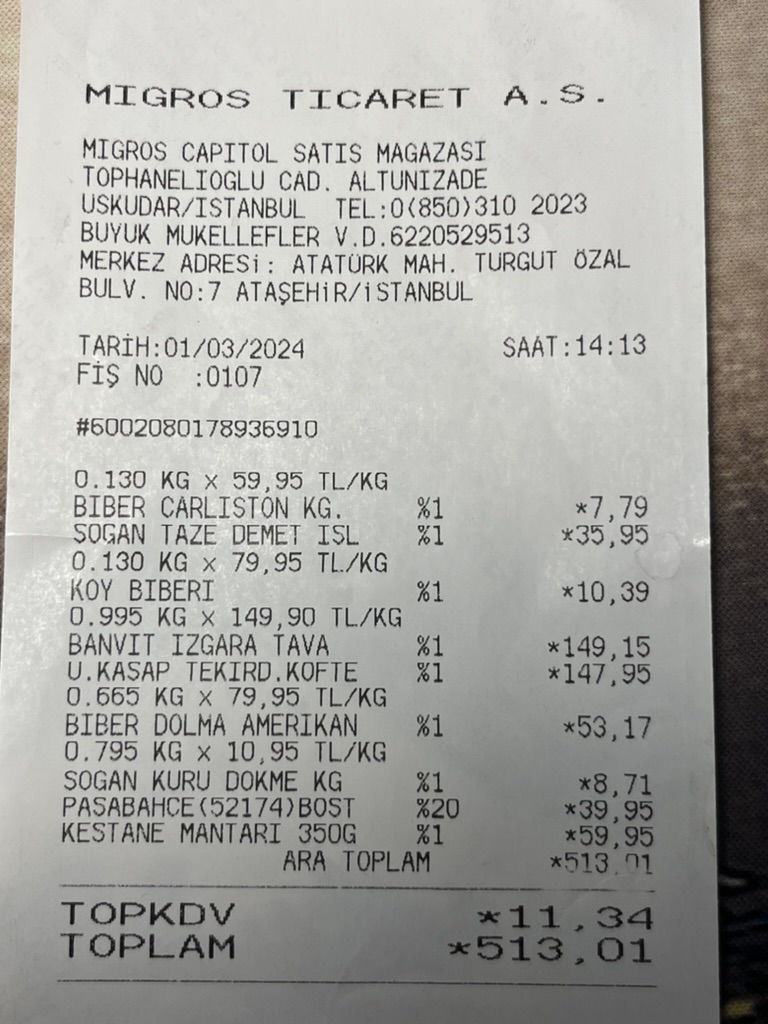 MIGROS TICARET A.S.
MIGROS CAPITOL SATIS MAGAZASI
TOPHANELIOGLU CAD. ALTUNIZADE
USKUDAR/ISTANBUL TEL:0(850)310 2023
BUYUK MUKELLEFLER V.D.6220529513
MERKEZ ADRESi: ATATÜRK MAH. TURGUT ÖZAL
BULV. NO:7 ATAŞEHiR/iSTANBUL
TARİH:01/03/2024 SAAT:14:13
FİŞ NO :0107
#6002080178936910
0.130 KG x 59,95 TL/KG
BIBER CARLISTON KG. %1 *7,79
SOGAN TAZE DEMET ISL %1 *35,95
0.130 KG x 79,95 TL/KG
KOY BIBERI %1 *10,39
0.995 KG x 149,90 TL/KG
BANVIT IZGARA TAVA %1 *149,15
U.KASAP TEKIRD.KOFTE %1 *147,95
0.665 KG x 79,95 TL/KG
BIBER DOLMA AMERIKAN %1 *53,17
0.795 KG x 10,95 TL/KG
SOGAN KURU DOKME KG %1 *8,71
PASABAHCE(52174)BOST %20 *39,95
KESTANE MANTARI 350G %1 *59,95
ARA TOPLAM *513,01
TOPKDV *11,34
TOPLAM *513,01